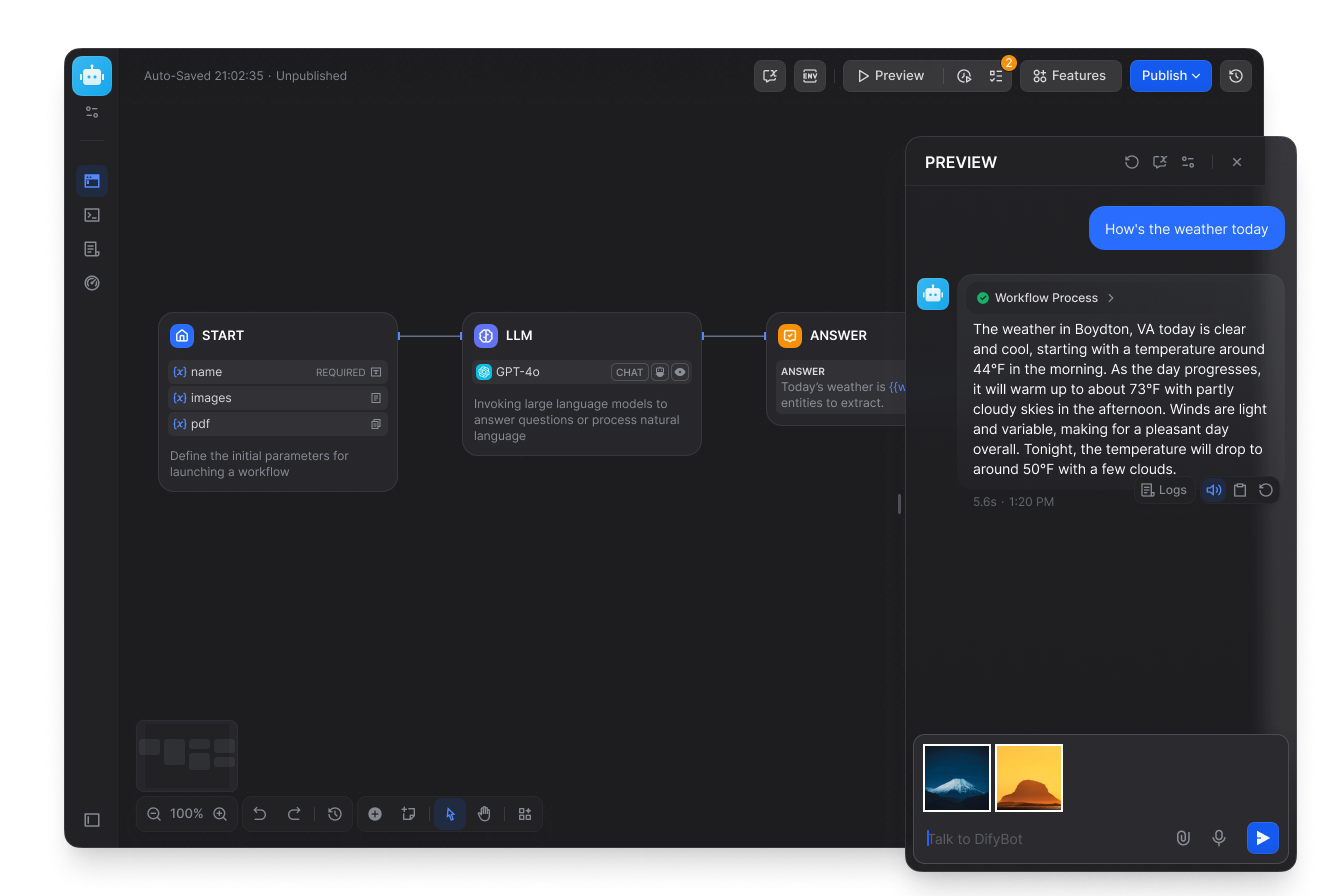 Auto-Saved 21:02:35 · Unpublished
ENV
Preview
2
Features
Publish
PREVIEW
How's the weather today
Workflow Process
The weather in Boydton, VA today is clear
and cool, starting with a temperature around
44°F in the morning. As the day progresses,
it will warm up to about 73°F with partly
cloudy skies in the afternoon. Winds are light
and variable, making for a pleasant day
overall. Tonight, the temperature will drop to
around 50°F with a few clouds.
Logs
5.6s · 1:20 PM
START
{x} name
REQUIRED
{x} images
{x} pdf
Define the initial parameters for
launching a workflow
LLM
GPT-4o
CHAT
Invoking large language models to
answer questions or process natural
language
ANSWER
ANSWER
Today's weather is {{w
entities to extract.
100%
Talk to DifyBot